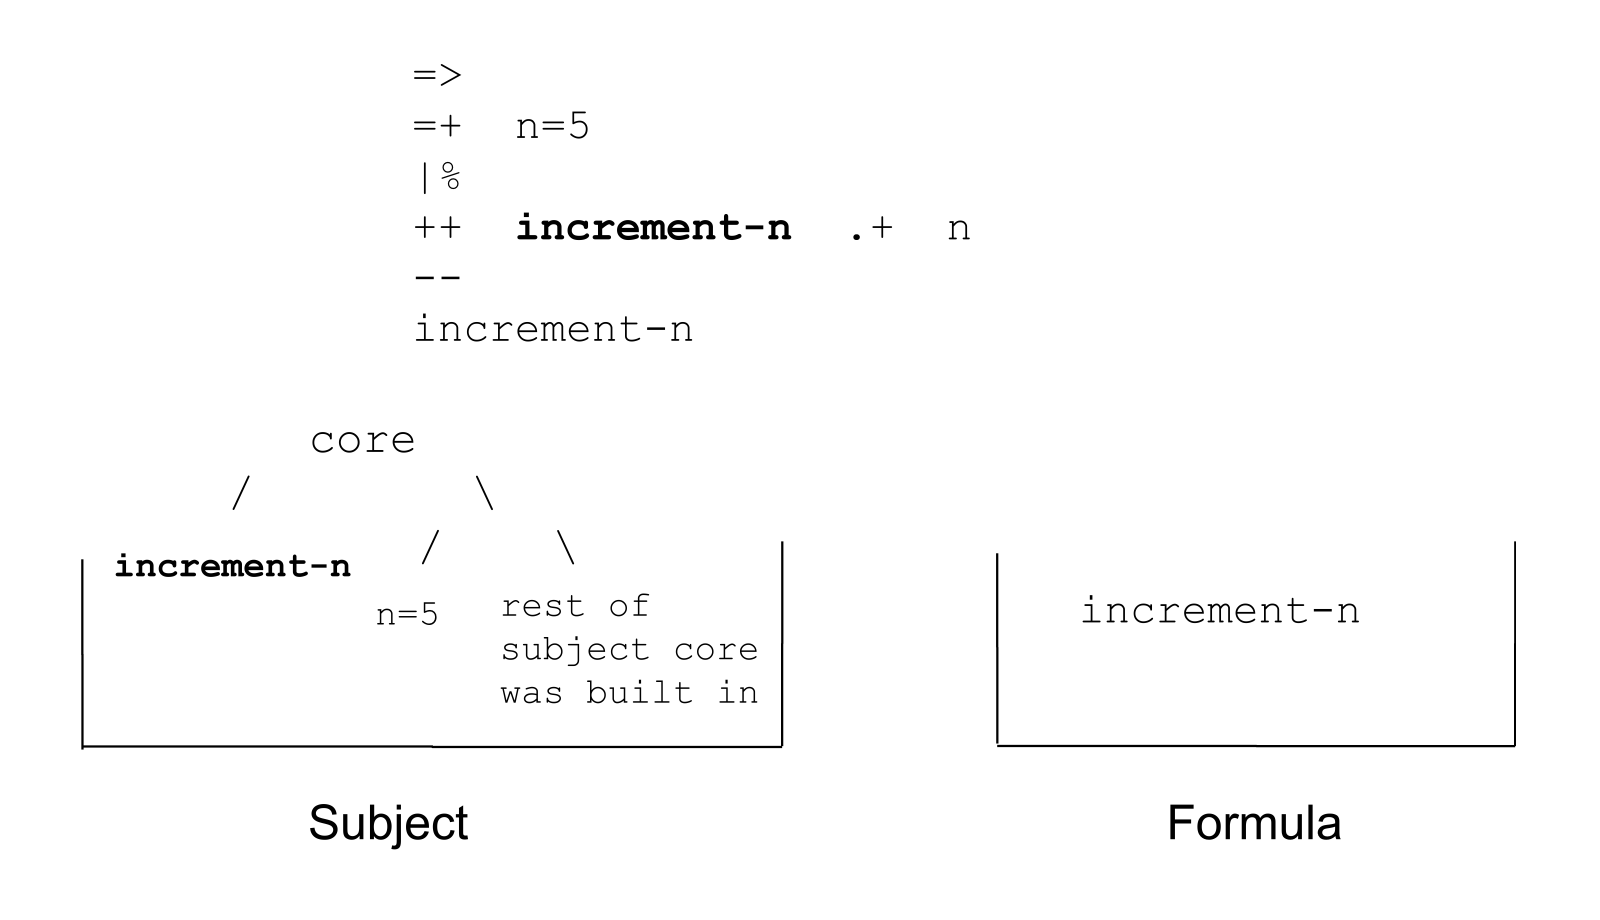 =>
=+  n=5
|%
++  increment-n  .+  n
--
increment-n
core
/ \
/ \
increment-n
n=5
rest of
subject core
was built in
increment-n
Subject
Formula